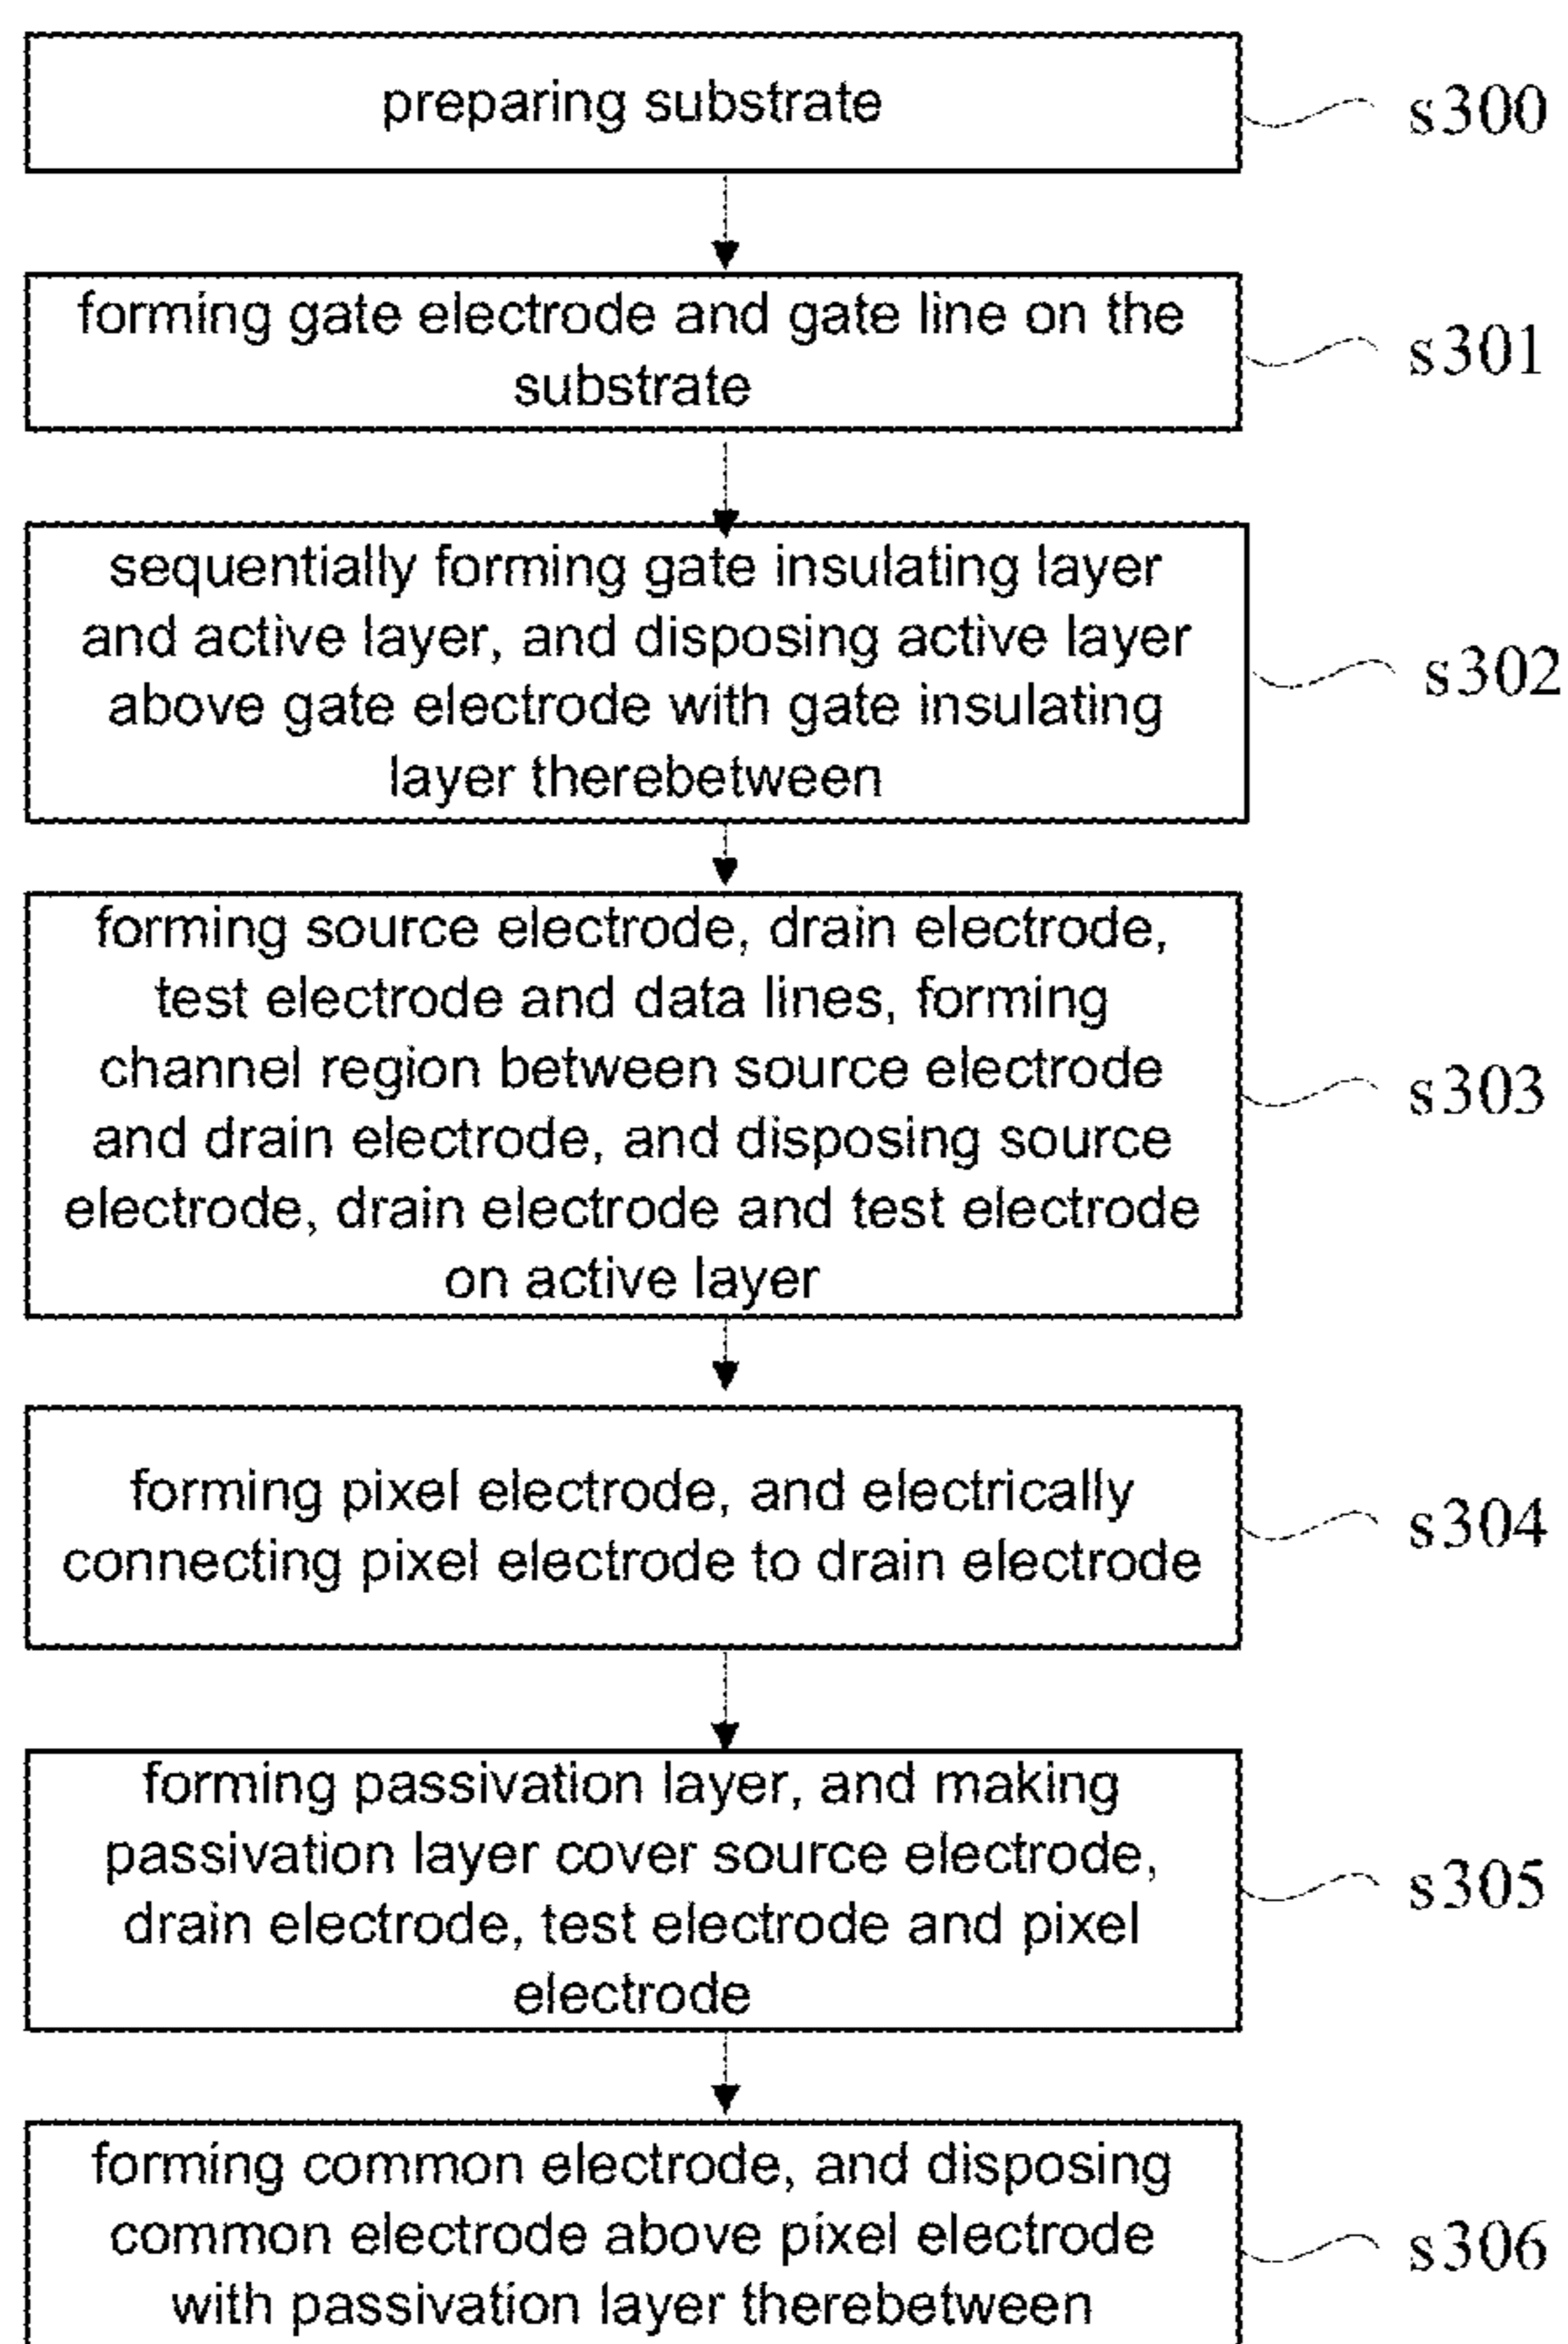 preparing substrate
s300
forming gate electrode and gate line on the
substrate
s301
sequentially forming gate insulating layer
and active layer, and disposing active layer
above gate electrode with gate insulating
layer therebetween
s302
forming source electrode, drain electrode,
test electrode and data lines, forming
channel region between source electrode
and drain electrode, and disposing source
electrode, drain electrode and test electrode
on active layer
s303
forming pixel electrode, and electrically
connecting pixel electrode to drain electrode
s304
forming passivation layer, and making
passivation layer cover source electrode,
drain electrode, test electrode and pixel
electrode
s305
forming common electrode, and disposing
common electrode above pixel electrode
with passivation layer therebetween
s306